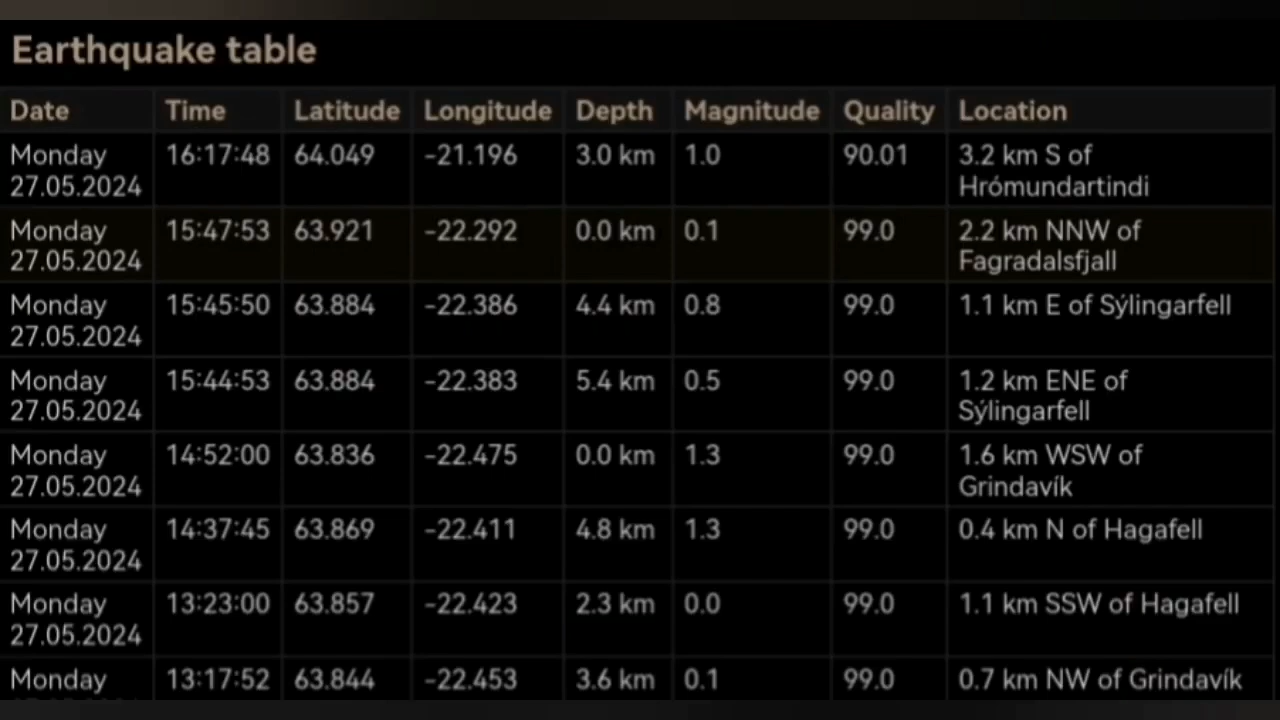 Earthquake table
Date Time Latitude Longitude Depth Magnitude Quality Location
Monday 16:17:48 64.049 -21.196 3.0 km 1.0 90.01 3.2 km S of
27.05.2024 Hrómundartindi
Monday 15:47:53 63.921 -22.292 0.0 km 0.1 99.0 2.2 km NNW of
27.05.2024 Fagradalsfjall
Monday 15:45:50 63.884 -22.386 4.4 km 0.8 99.0 1.1 km E of Sýlingarfell
27.05.2024
Monday 15:44:53 63.884 -22.383 5.4 km 0.5 99.0 1.2 km ENE of
27.05.2024 Sýlingarfell
Monday 14:52:00 63.836 -22.475 0.0 km 1.3 99.0 1.6 km WSW of
27.05.2024 Grindavík
Monday 14:37:45 63.869 -22.411 4.8 km 1.3 99.0 0.4 km N of Hagafell
27.05.2024
Monday 13:23:00 63.857 -22.423 2.3 km 0.0 99.0 1.1 km SSW of Hagafell
27.05.2024
Monday 13:17:52 63.844 -22.453 3.6 km 0.1 99.0 0.7 km NW of Grindavík